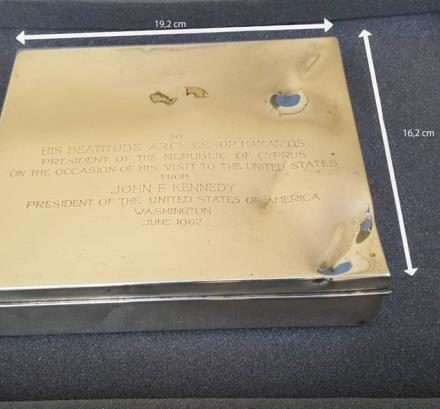 19,2 cm
16,2 cm
TO
HIS BEATITUDE ARCHBISHOP MAKARIOS
PRESIDENT OF THE REPUBLIC OF CYPRUS
ON THE OCCASION OF HIS VISIT TO THE UNITED STATES
FROM
JOHN F. KENNEDY
PRESIDENT OF THE UNITED STATES OF AMERICA
WASHINGTON
JUNE 1962